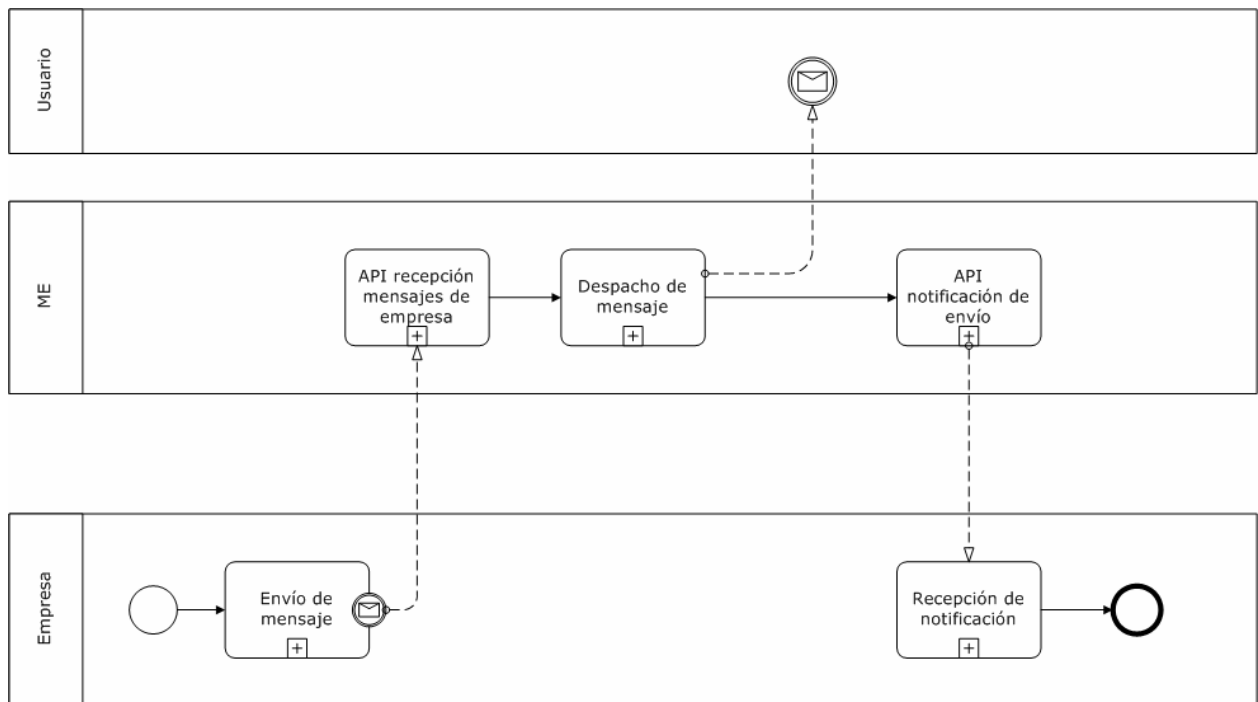 Usuario
ME
API recepción
mensajes de
empresa
Despacho de
mensaje
API
notificación de
envío
Empresa
Envío de
mensaje
Recepción de
notificación